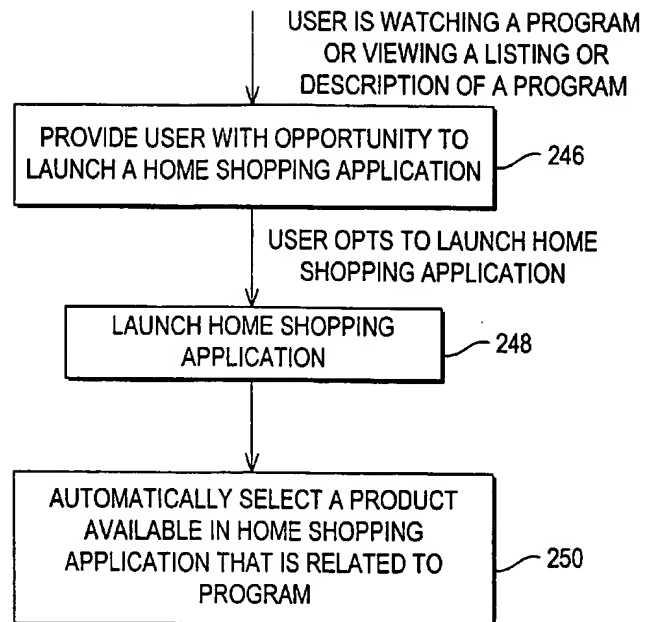 USER IS WATCHING A PROGRAM
OR VIEWING A LISTING OR
DESCRIPTION OF A PROGRAM
PROVIDE USER WITH OPPORTUNITY TO
LAUNCH A HOME SHOPPING APPLICATION
246
USER OPTS TO LAUNCH HOME
SHOPPING APPLICATION
LAUNCH HOME SHOPPING
APPLICATION
248
AUTOMATICALLY SELECT A PRODUCT
AVAILABLE IN HOME SHOPPING
APPLICATION THAT IS RELATED TO
PROGRAM
250